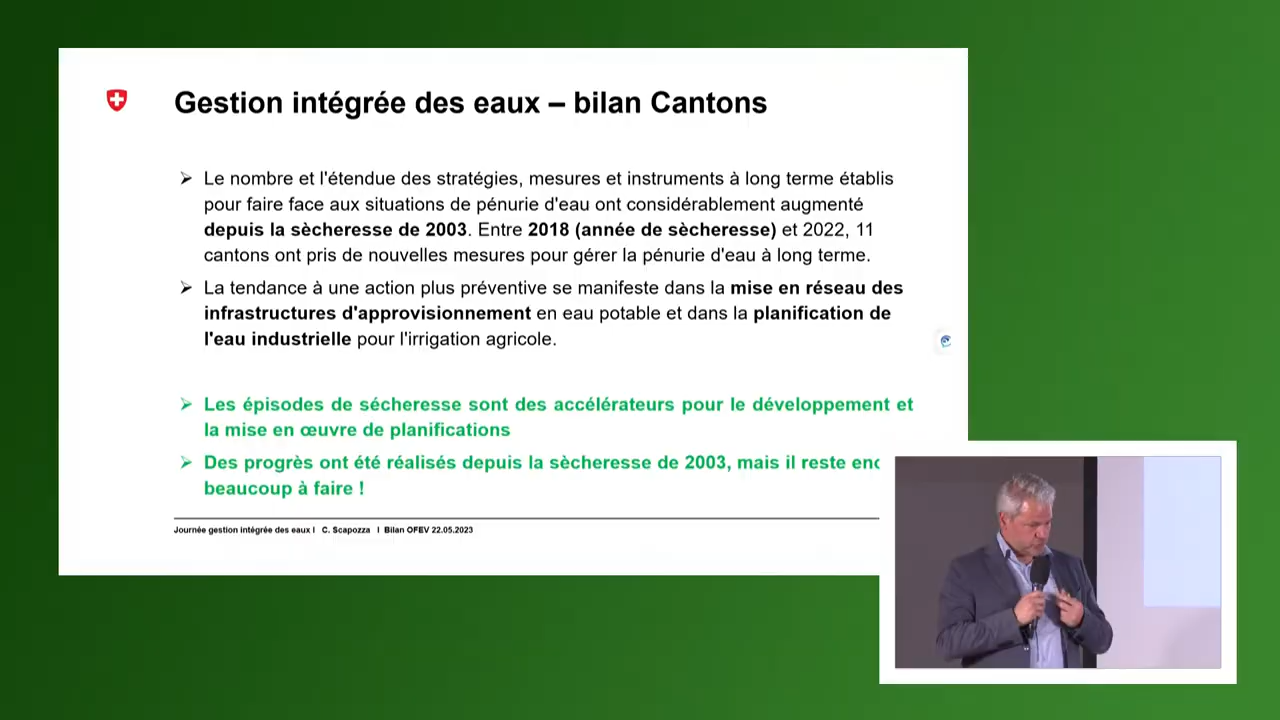 Gestion intégrée des eaux – bilan Cantons
➢ Le nombre et l'étendue des stratégies, mesures et instruments à long terme établis
pour faire face aux situations de pénurie d'eau ont considérablement augmenté
depuis la sècheresse de 2003. Entre 2018 (année de sècheresse) et 2022, 11
cantons ont pris de nouvelles mesures pour gérer la pénurie d'eau à long terme.
➢ La tendance à une action plus préventive se manifeste dans la mise en réseau des
infrastructures d'approvisionnement en eau potable et dans la planification de
l'eau industrielle pour l'irrigation agricole.
➢ Les épisodes de sécheresse sont des accélérateurs pour le développement et
la mise en œuvre de planifications
➢ Des progrès ont été réalisés depuis la sècheresse de 2003, mais il reste
beaucoup à faire !
Journée gestion intégrée des eaux I C. Scapozza I Bilan OFEV 22.05.2023